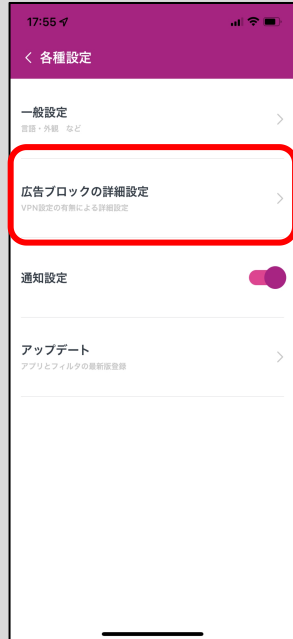 17:55
各種設定
一般設定
言語・外観 など
広告ブロックの詳細設定
VPN設定の有無による詳細設定
通知設定
アップデート
アプリとフィルタの最新版登録